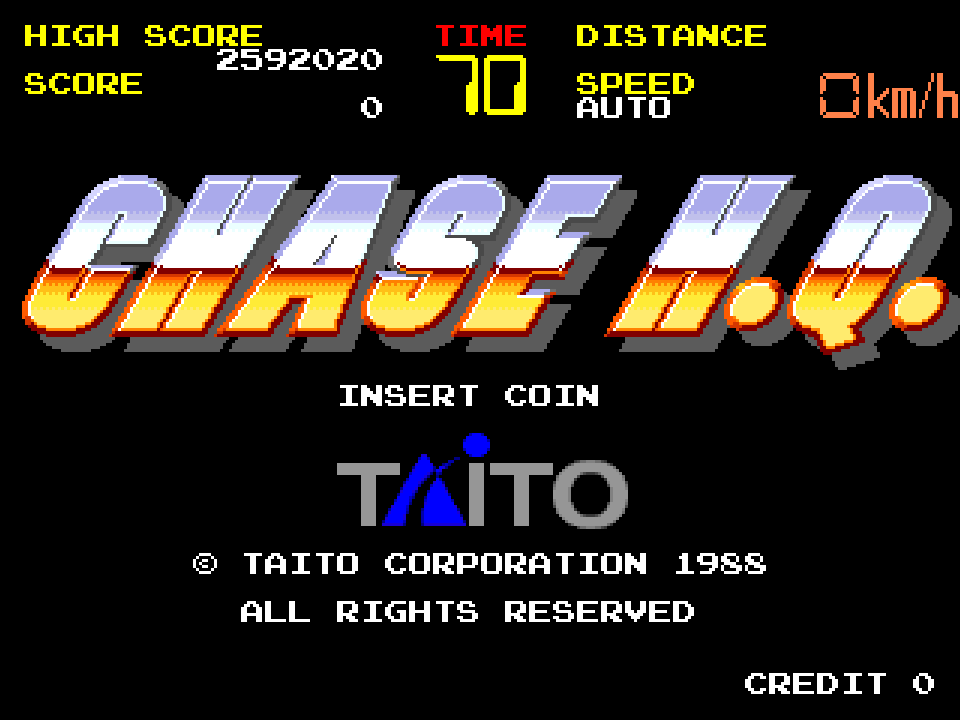 HIGH SCORE TIME DISTANCE
2592020 70
SCORE SPEED 0km/h
0 AUTO
CHASE H.Q.
INSERT COIN
TAITO
© TAITO CORPORATION 1988
ALL RIGHTS RESERVED
CREDIT 0